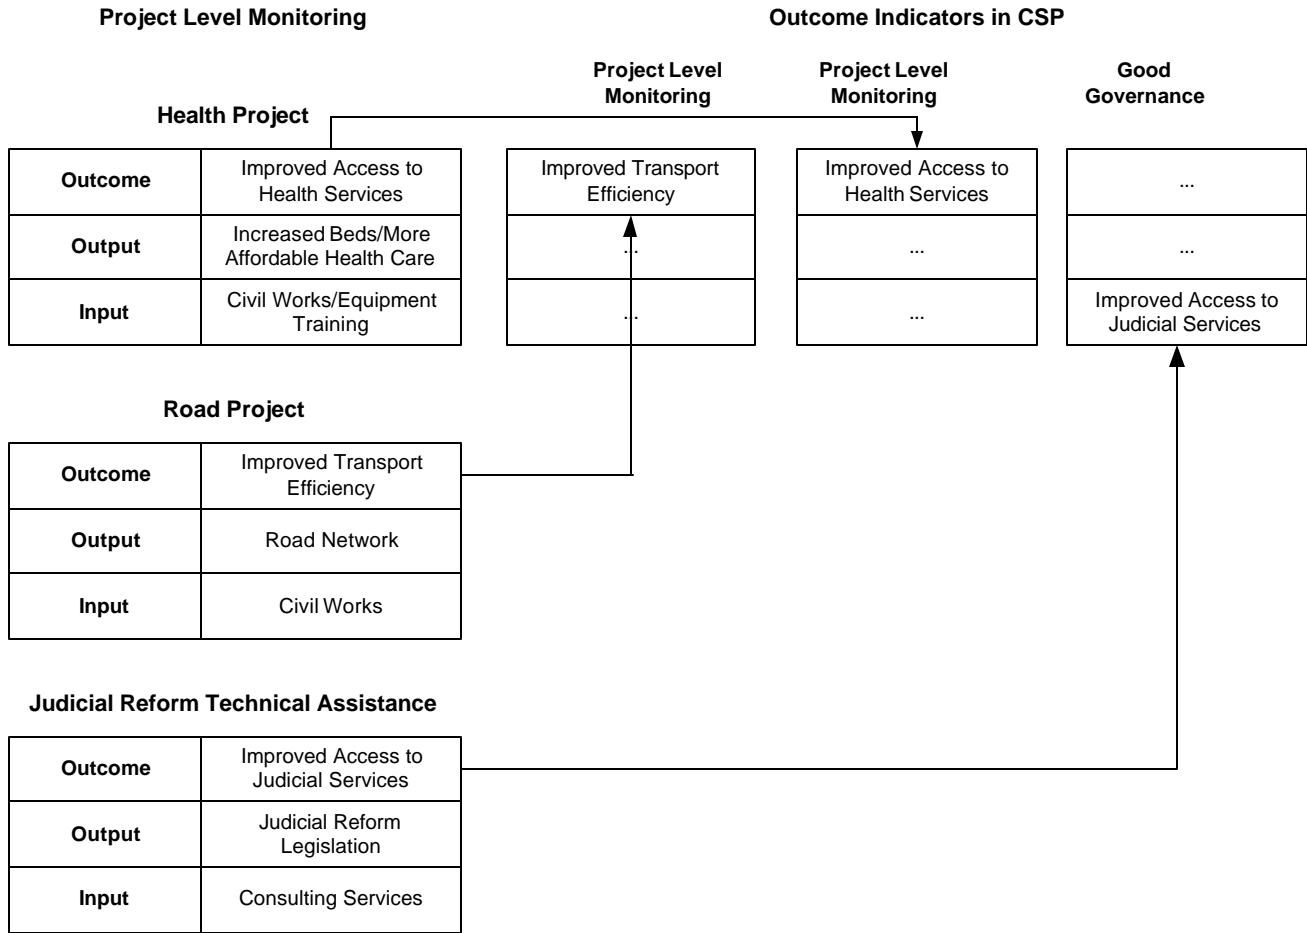 Project Level Monitoring
Outcome Indicators in CSP
Project Level
Monitoring
Project Level
Monitoring
Good
Governance
Health Project
Outcome
Improved Access to
Health Services
Output
Increased Beds/More
Affordable Health Care
Input
Civil Works/Equipment
Training
Improved Transport
Efficiency
...
...
Improved Access to
Health Services
...
...
...
...
Improved Access to
Judicial Services
Road Project
Outcome
Improved Transport
Efficiency
Output
Road Network
Input
Civil Works
Judicial Reform Technical Assistance
Outcome
Improved Access to
Judicial Services
Output
Judicial Reform
Legislation
Input
Consulting Services